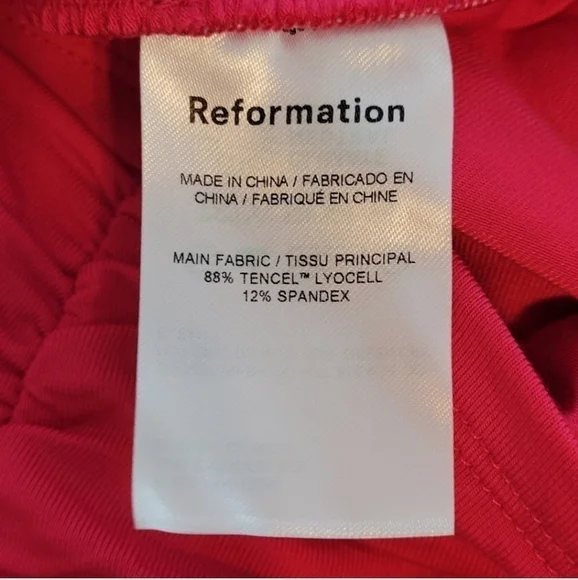 Reformation
MADE IN CHINA / FABRICADO EN
CHINA / FABRIQUÉ EN CHINE
MAIN FABRIC / TISSU PRINCIPAL
88% TENCEL™ LYOCELL
12% SPANDEX